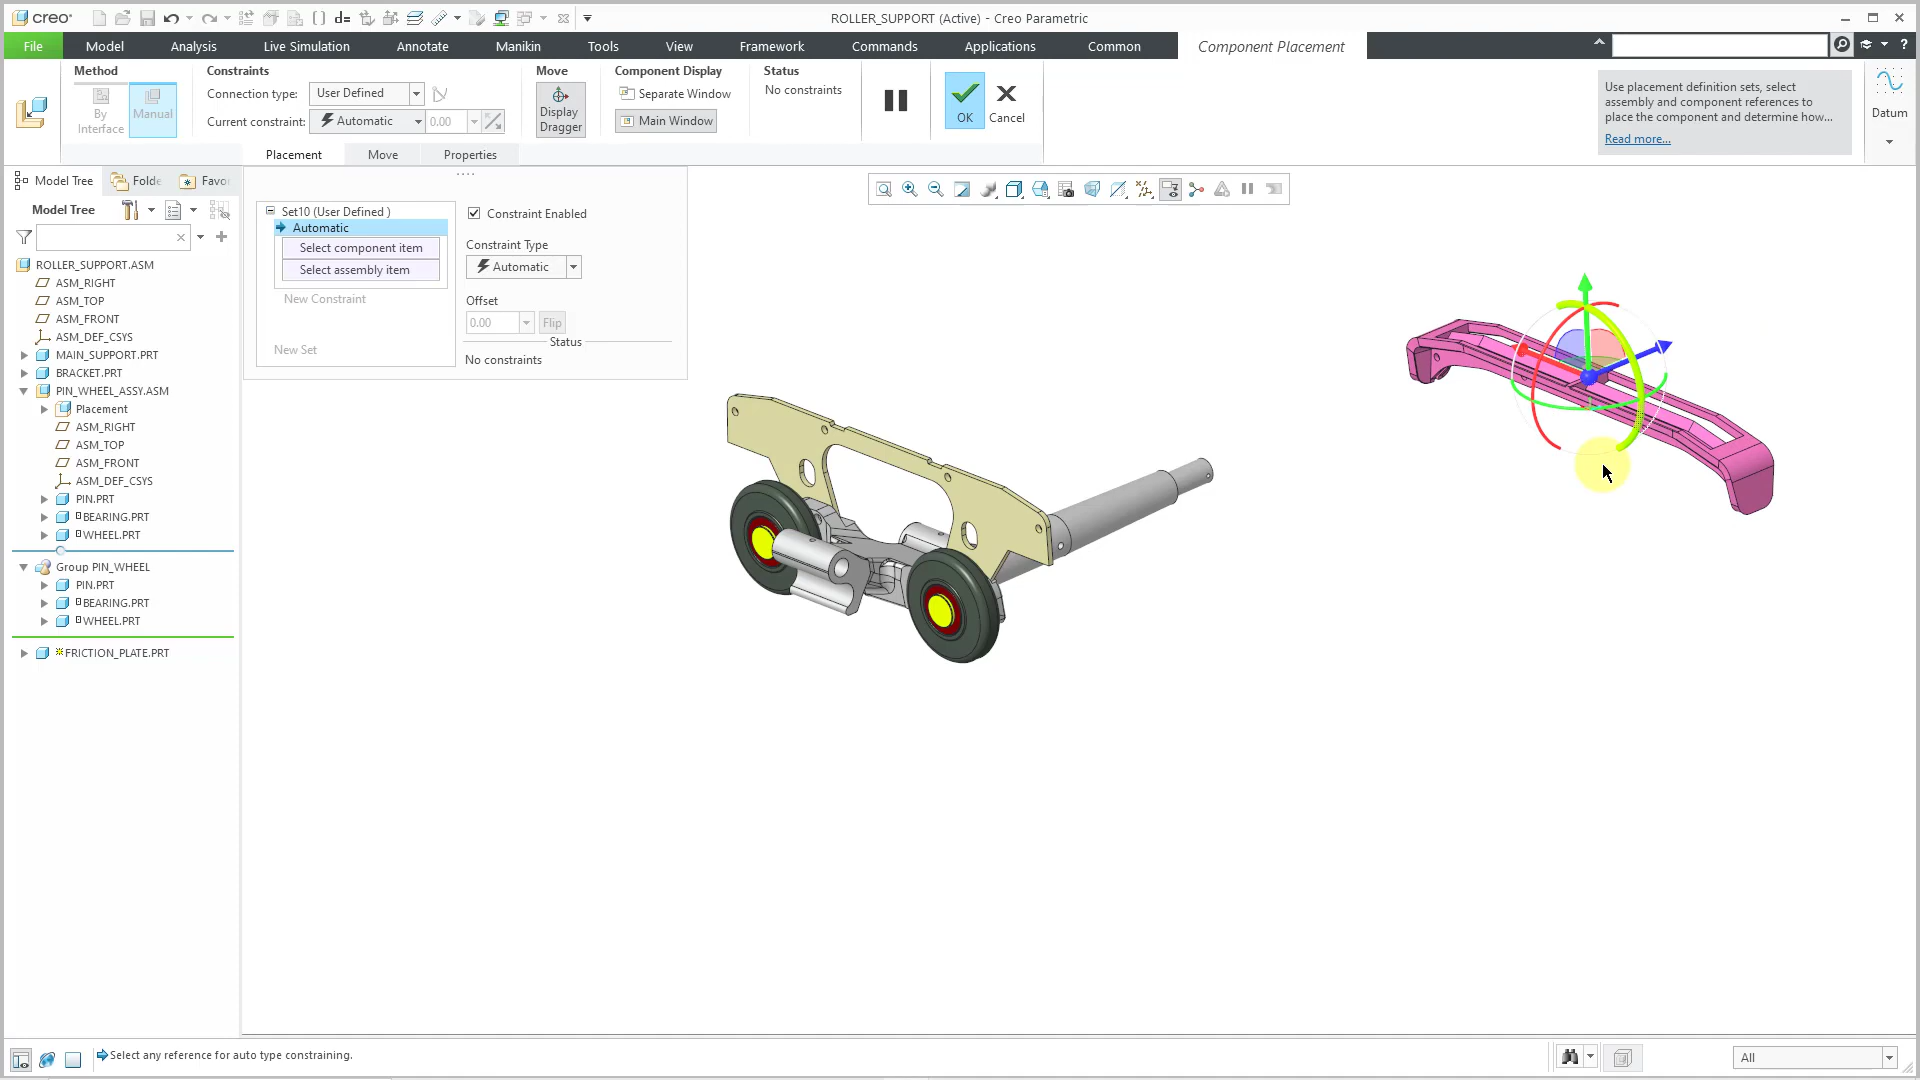 creo
ROLLER_SUPPORT (Active) - Creo Parametric
File
Model
Analysis
Live Simulation
Annotate
Manikin
Tools
View
Framework
Commands
Applications
Common
Component Placement
Method
By Interface
Manual
Constraints
Connection type:
User Defined
Current constraint:
Automatic
0.00
Move
Display Dragger
Component Display
Separate Window
Main Window
Status
No constraints
OK
Cancel
Use placement definition sets, select
assembly and component references to
place the component and determine how...
Read more...
Datum
Placement
Move
Properties
Model Tree
Folde
Favor
Model Tree
ROLLER_SUPPORT.ASM
ASM_RIGHT
ASM_TOP
ASM_FRONT
ASM_DEF_CSYS
MAIN_SUPPORT.PRT
BRACKET.PRT
PIN_WHEEL_ASSY.ASM
Placement
ASM_RIGHT
ASM_TOP
ASM_FRONT
ASM_DEF_CSYS
PIN.PRT
BEARING.PRT
WHEEL.PRT
Group PIN_WHEEL
PIN.PRT
BEARING.PRT
WHEEL.PRT
FRICTION_PLATE.PRT
Set10 (User Defined )
Automatic
Select component item
Select assembly item
New Constraint
New Set
Constraint Enabled
Constraint Type
Automatic
Offset
0.00
Flip
Status
No constraints
Select any reference for auto type constraining.
All